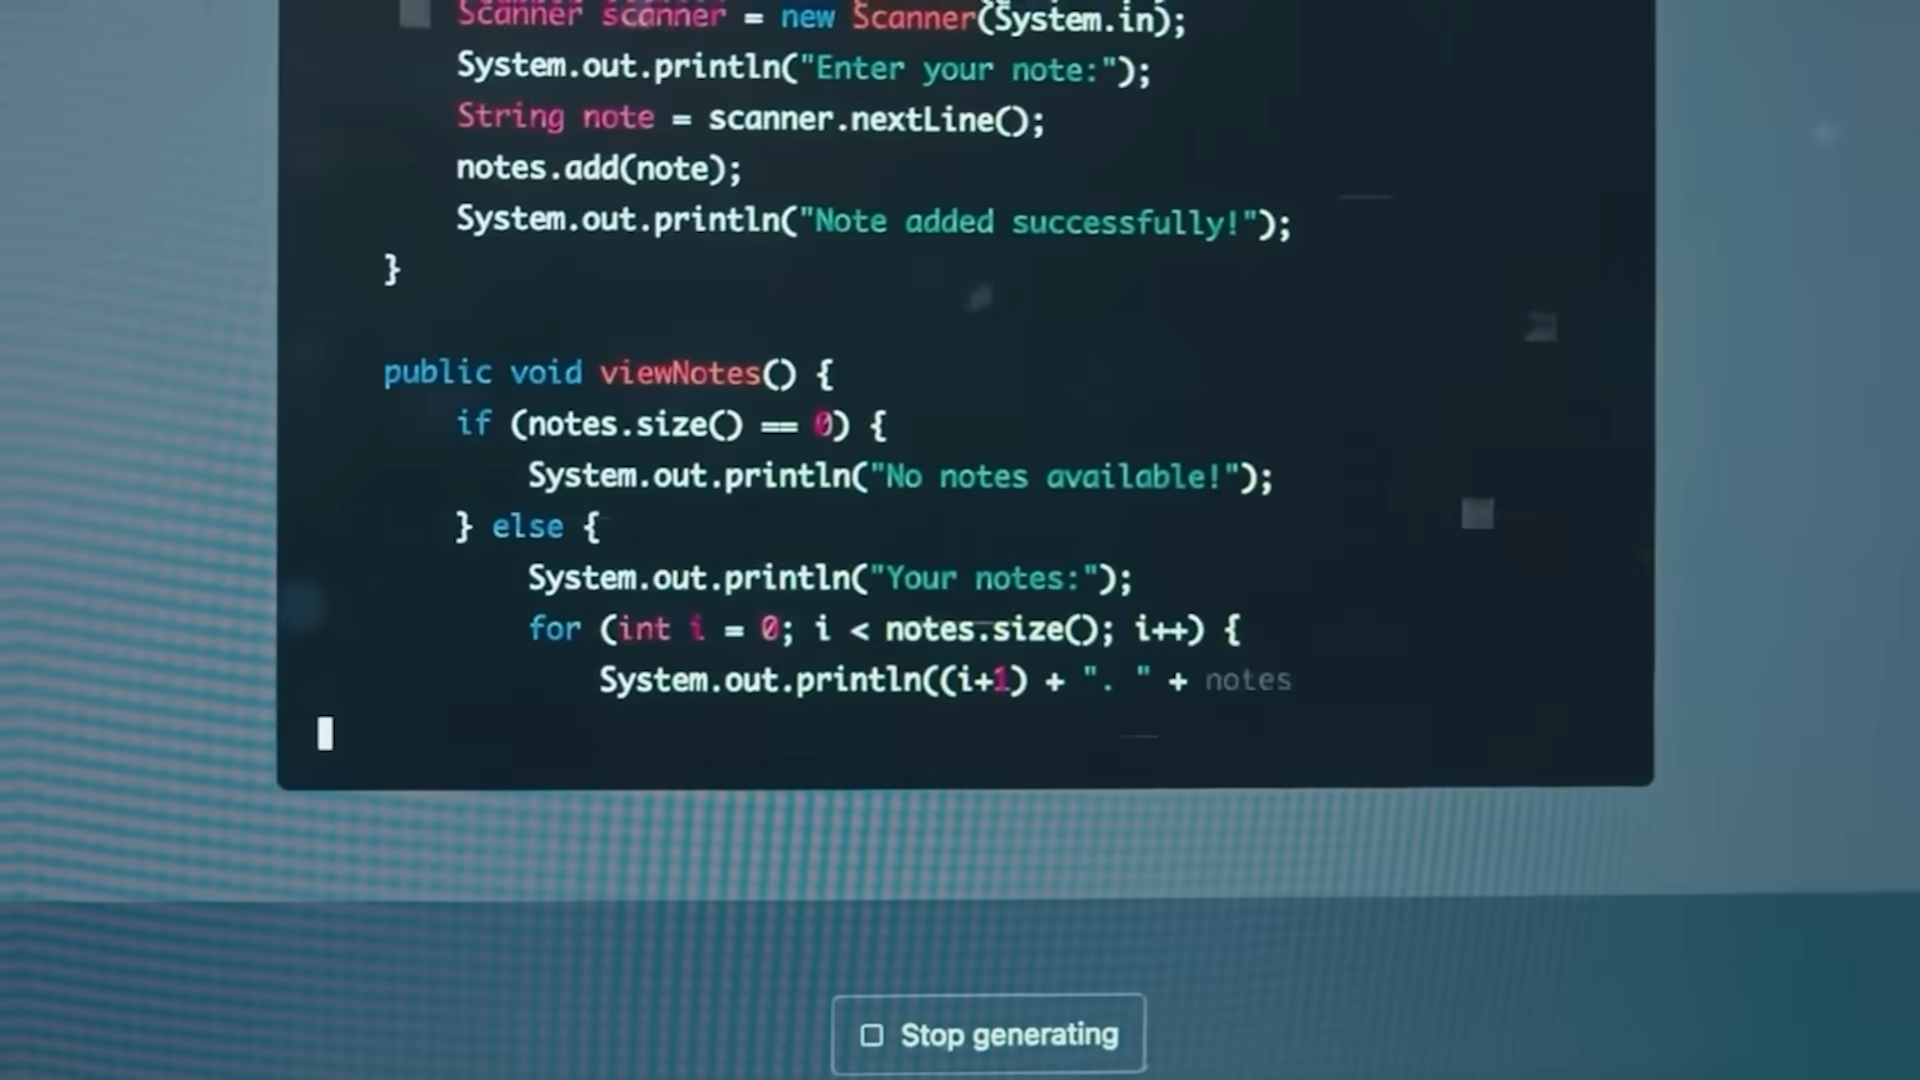 Scanner scanner = new Scanner(System.in);
System.out.println("Enter your note:");
String note = scanner.nextLine();
notes.add(note);
System.out.println("Note added successfully!");
}
public void viewNotes() {
if (notes.size() == 0) {
System.out.println("No notes available!");
} else {
System.out.println("Your notes:");
for (int i = 0; i < notes.size(); i++) {
System.out.println((i+1) + ". " + notes
Stop generating